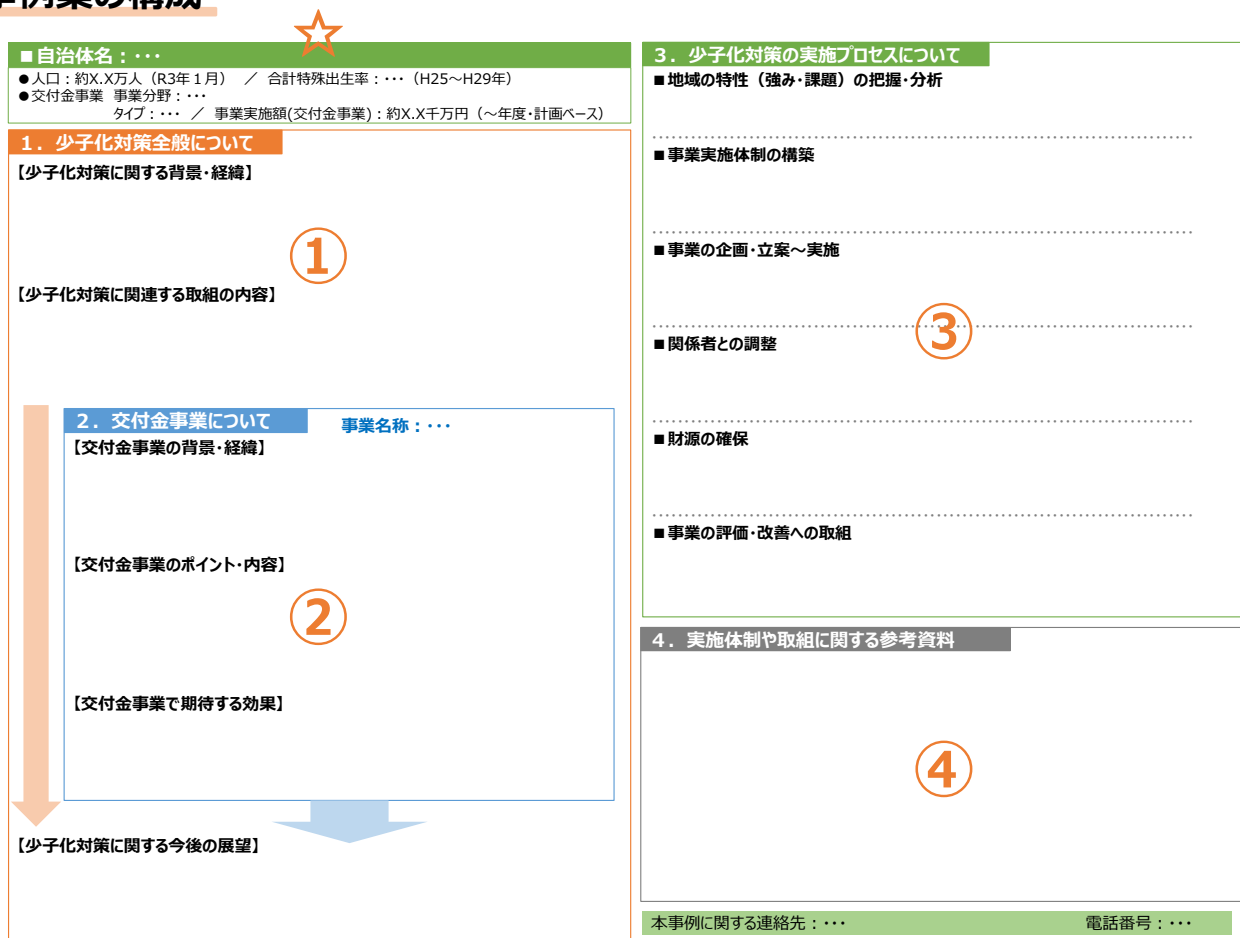 事例集の構成
■自治体名：･･･
●人口：約X.X万人（R3年１月） ／ 合計特殊出生率：･･･（H25～H29年）
●交付金事業 事業分野：･･･
タイプ：･･･ ／ 事業実施額(交付金事業)：約X.X千万円（～年度･計画ベース）
１．少子化対策全般について
【少子化対策に関する背景･経緯】
①
【少子化対策に関連する取組の内容】
２．交付金事業について
事業名称：･･･
【交付金事業の背景･経緯】
【交付金事業のポイント･内容】
②
【交付金事業で期待する効果】
【少子化対策に関する今後の展望】
３．少子化対策の実施プロセスについて
■地域の特性（強み･課題）の把握･分析
■事業実施体制の構築
■事業の企画･立案～実施
③
■関係者との調整
■財源の確保
■事業の評価･改善への取組
４．実施体制や取組に関する参考資料
④
本事例に関する連絡先：･･･ 電話番号：･･･